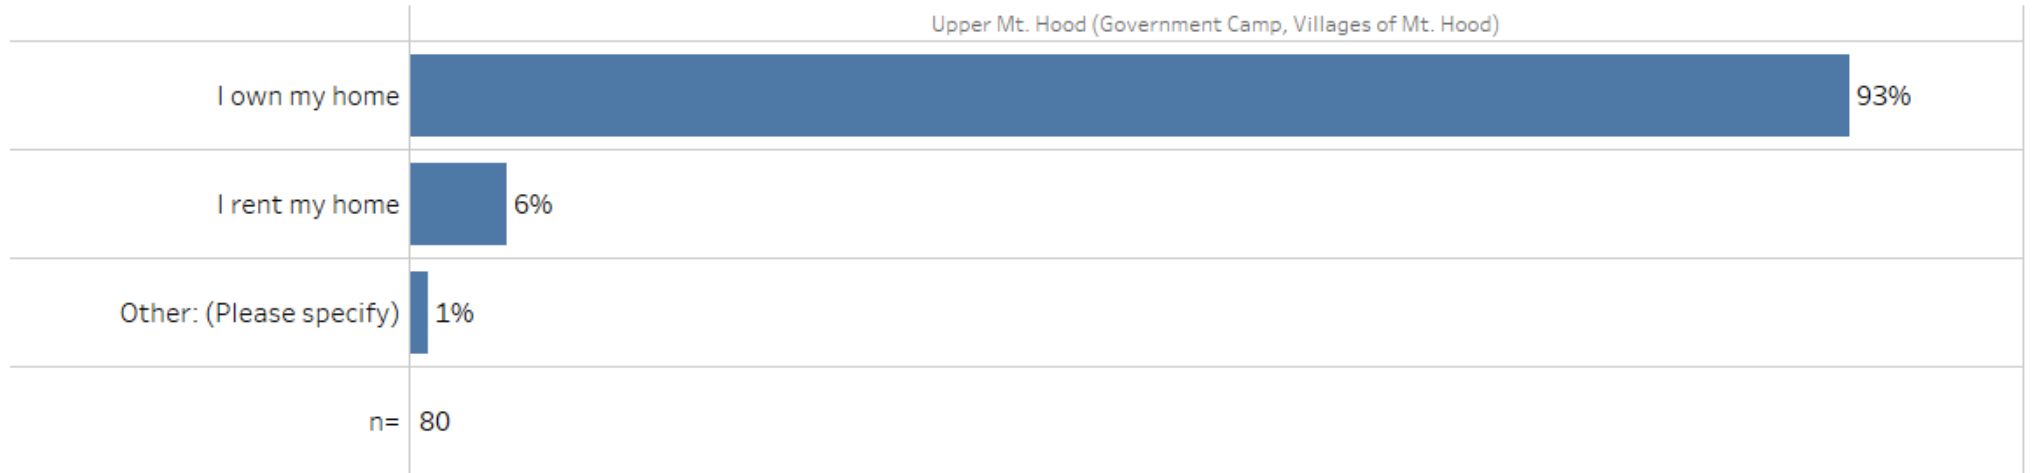 Upper Mt. Hood (Government Camp, Villages of Mt. Hood)
I own my home 93%
I rent my home 6%
Other: (Please specify) 1%
n= 80